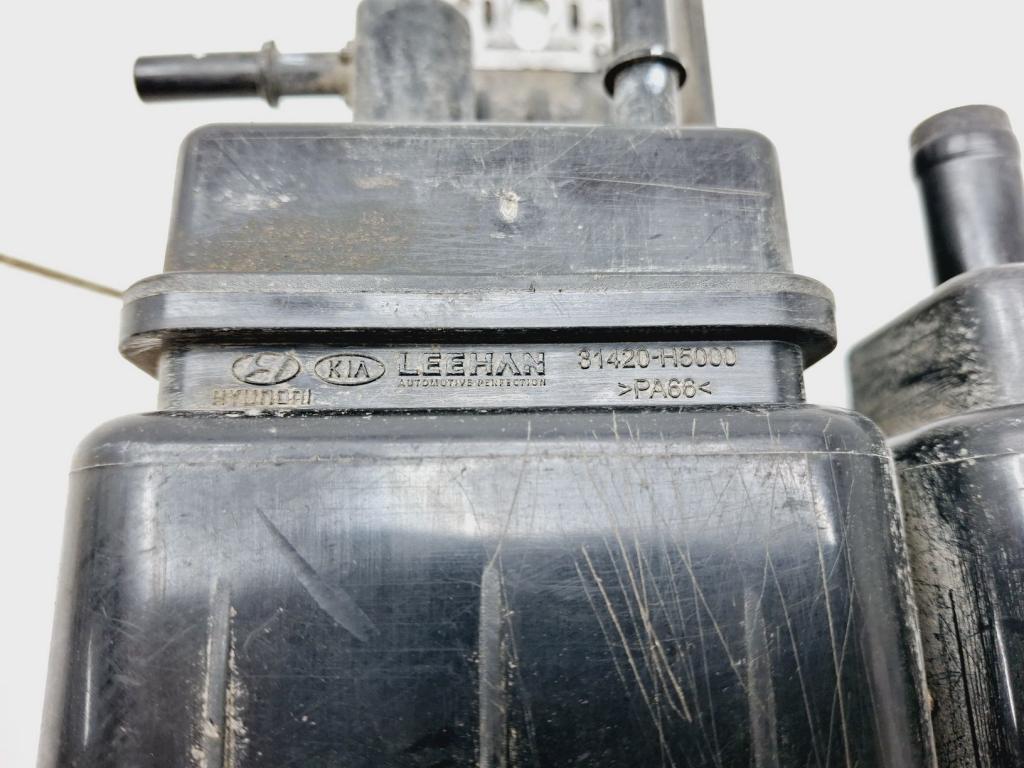 KIA LEEHAN 31420-H5000
HYUNDAI AUTOMOTIVE PERFECTION >PA66<